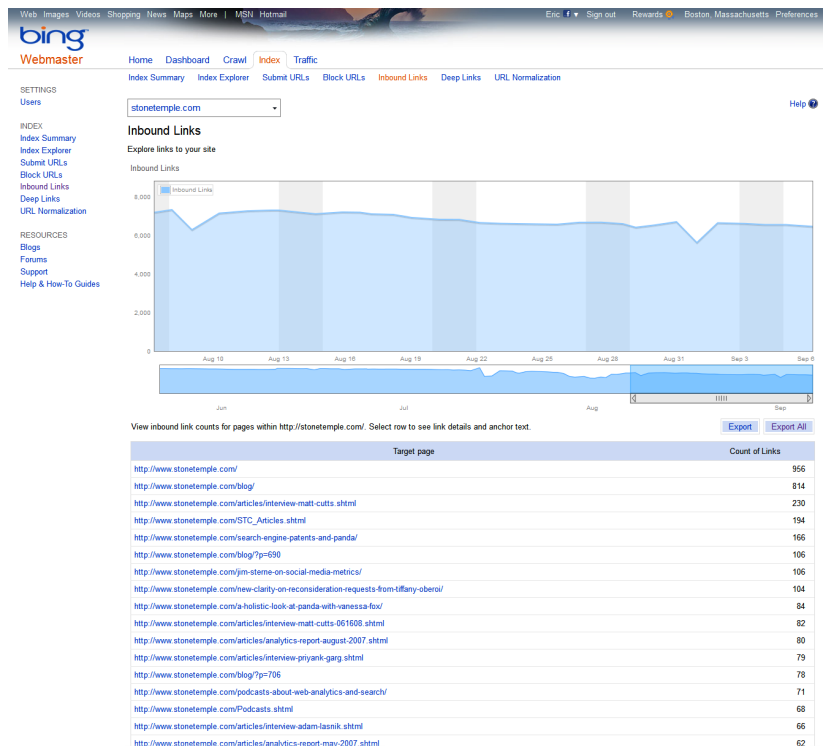 Web Images Videos Shopping News Maps More | MSN Hotmail Eric Sign out Rewards Boston, Massachusetts Preferences
bing
Webmaster
Home Dashboard Crawl Index Traffic
Index Summary Index Explorer Submit URLs Block URLs Inbound Links Deep Links URL Normalization
SETTINGS
Users
INDEX
Index Summary
Index Explorer
Submit URLs
Block URLs
Inbound Links
Deep Links
URL Normalization
RESOURCES
Blogs
Forums
Support
Help & How-To Guides
stonetemple.com
Help ?
Inbound Links
Explore links to your site
Inbound Links
Inbound Links
8,000
6,000
4,000
2,000
0
Aug 10 Aug 13 Aug 16 Aug 19 Aug 22 Aug 25 Aug 28 Aug 31 Sep 3 Sep 6
Jun Jul Aug Sep
View inbound link counts for pages within http://stonetemple.com/. Select row to see link details and anchor text.
Export Export All
Target page Count of Links
http://www.stonetemple.com/ 956
http://www.stonetemple.com/blog/ 814
http://www.stonetemple.com/articles/interview-matt-cutts.shtml 230
http://www.stonetemple.com/STC_Articles.shtml 194
http://www.stonetemple.com/search-engine-patents-and-panda/ 166
http://www.stonetemple.com/blog/?p=690 106
http://www.stonetemple.com/jim-sterne-on-social-media-metrics/ 106
http://www.stonetemple.com/new-clarity-on-reconsideration-requests-from-tiffany-oberoi/ 104
http://www.stonetemple.com/a-holistic-look-at-panda-with-vanessa-fox/ 84
http://www.stonetemple.com/articles/interview-matt-cutts-061608.shtml 82
http://www.stonetemple.com/articles/analytics-report-august-2007.shtml 80
http://www.stonetemple.com/articles/interview-priyank-garg.shtml 79
http://www.stonetemple.com/blog/?p=706 78
http://www.stonetemple.com/podcasts-about-web-analytics-and-search/ 71
http://www.stonetemple.com/Podcasts.shtml 68
http://www.stonetemple.com/articles/interview-adam-lasnik.shtml 66
http://www.stonetemple.com/articles/analytics-report-may-2007.shtml 62